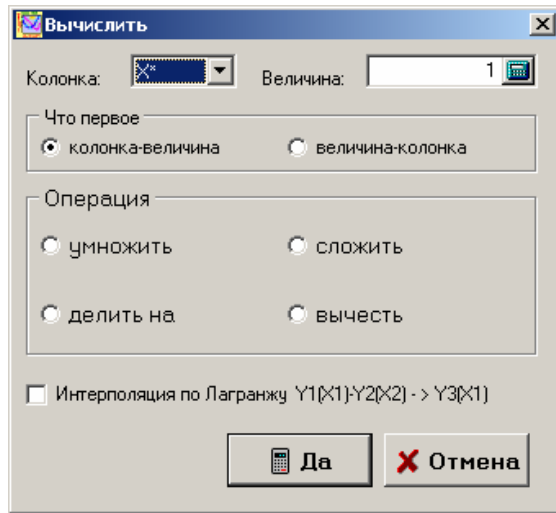 Вычислить
Колонка: X* Величина: 1
Что первое
колонка-величина величина-колонка
Операция
умножить сложить
делить на вычесть
Интерполяция по Лагранжу Y1(X1)-Y2(X2) - > Y3(X1)
Да Отмена